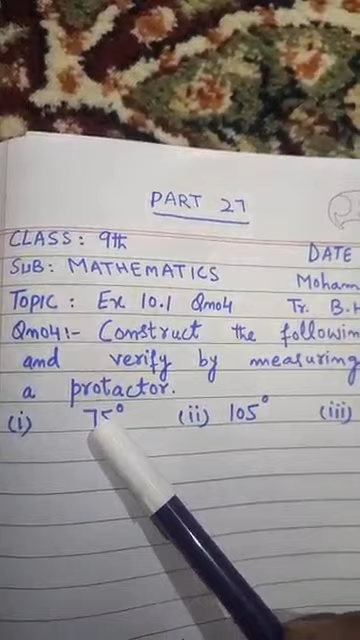 PART 27
CLASS: 9th
DATE
SUB: MATHEMATICS
Moham
TOPIC: Ex 10.1 Qno4
Tr. B.H
Qno4:- Construct the followin
and verify by measuring
a protactor.
(i) 75° (ii) 105° (iii)